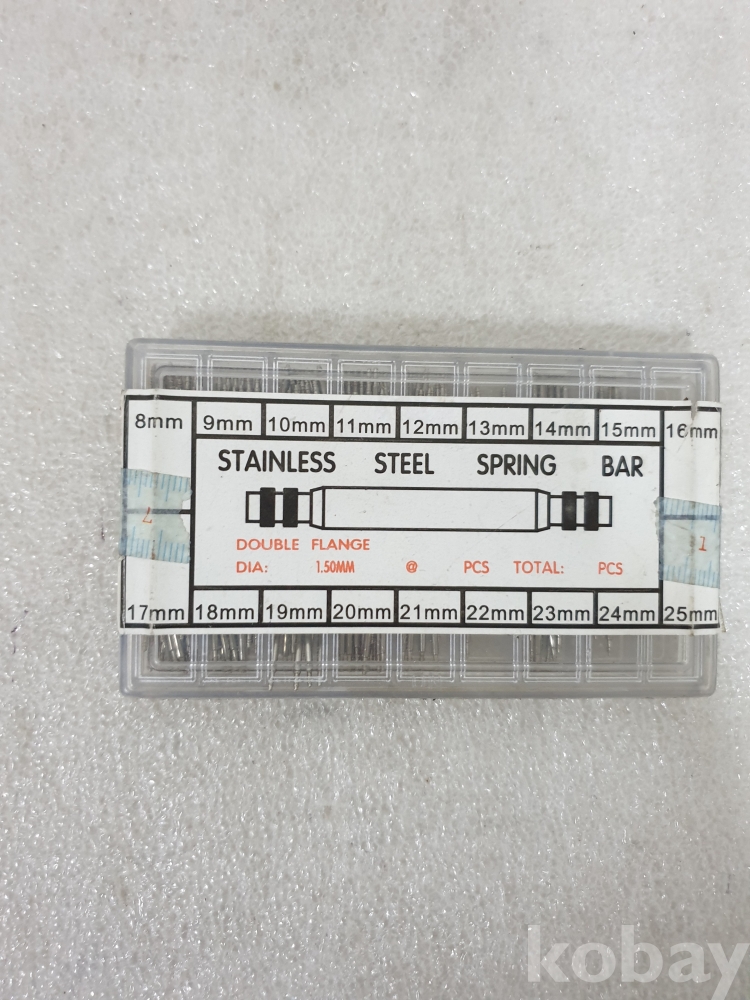 8mm 9mm 10mm 11mm 12mm 13mm 14mm 15mm 16mm
STAINLESS STEEL SPRING BAR
DOUBLE FLANGE
DIA: 1.50MM @ PCS TOTAL: PCS
17mm 18mm 19mm 20mm 21mm 22mm 23mm 24mm 25mm
kobay